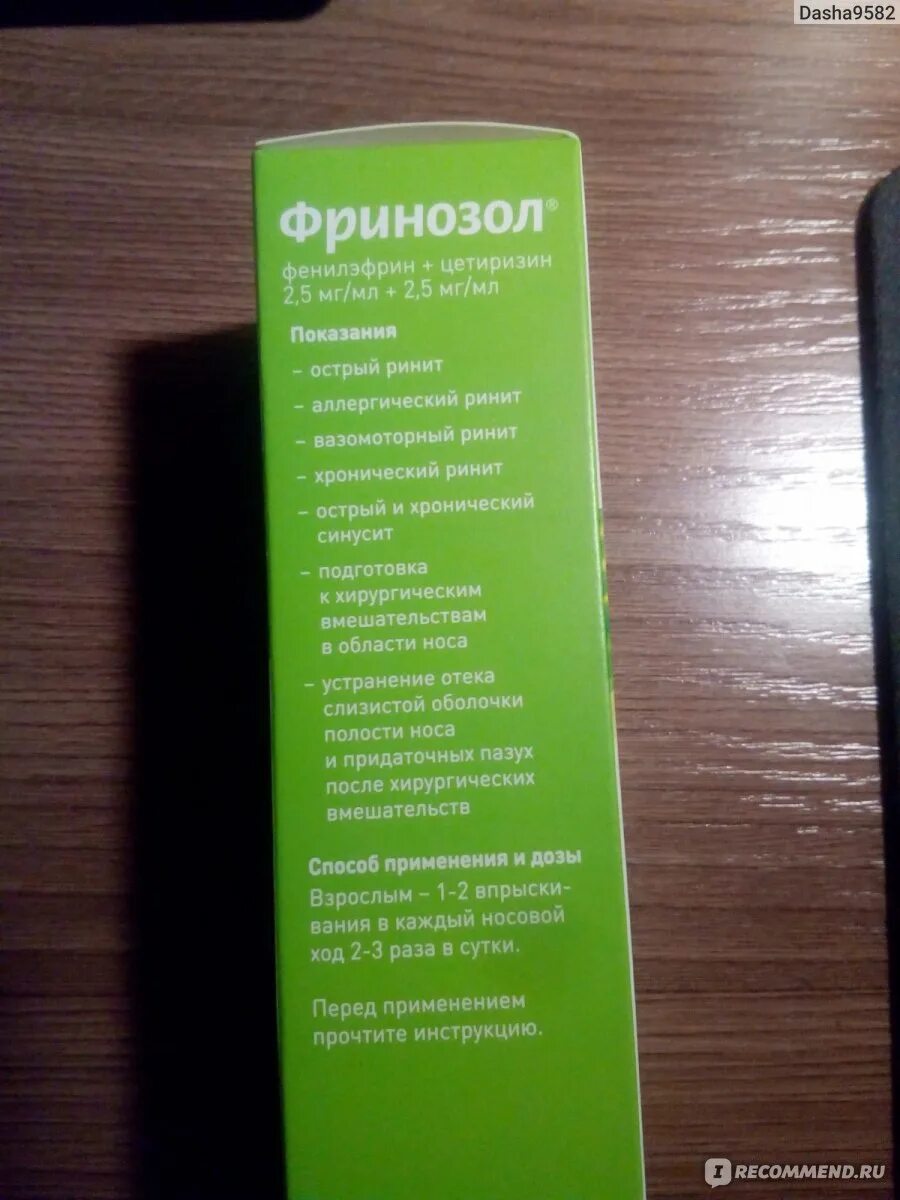 Dasha9582
Фринозол®
фенилэфрин + цетиризин
2,5 мг/мл + 2,5 мг/мл
Показания
– острый ринит
– аллергический ринит
– вазомоторный ринит
– хронический ринит
– острый и хронический
синусит
– подготовка
к хирургическим
вмешательствам
в области носа
– устранение отека
слизистой оболочки
полости носа
и придаточных пазух
после хирургических
вмешательств
Способ применения и дозы
Взрослым – 1-2 впрыски-
вания в каждый носовой
ход 2-3 раза в сутки.
Перед применением
прочтите инструкцию.
IRECOMMEND.RU